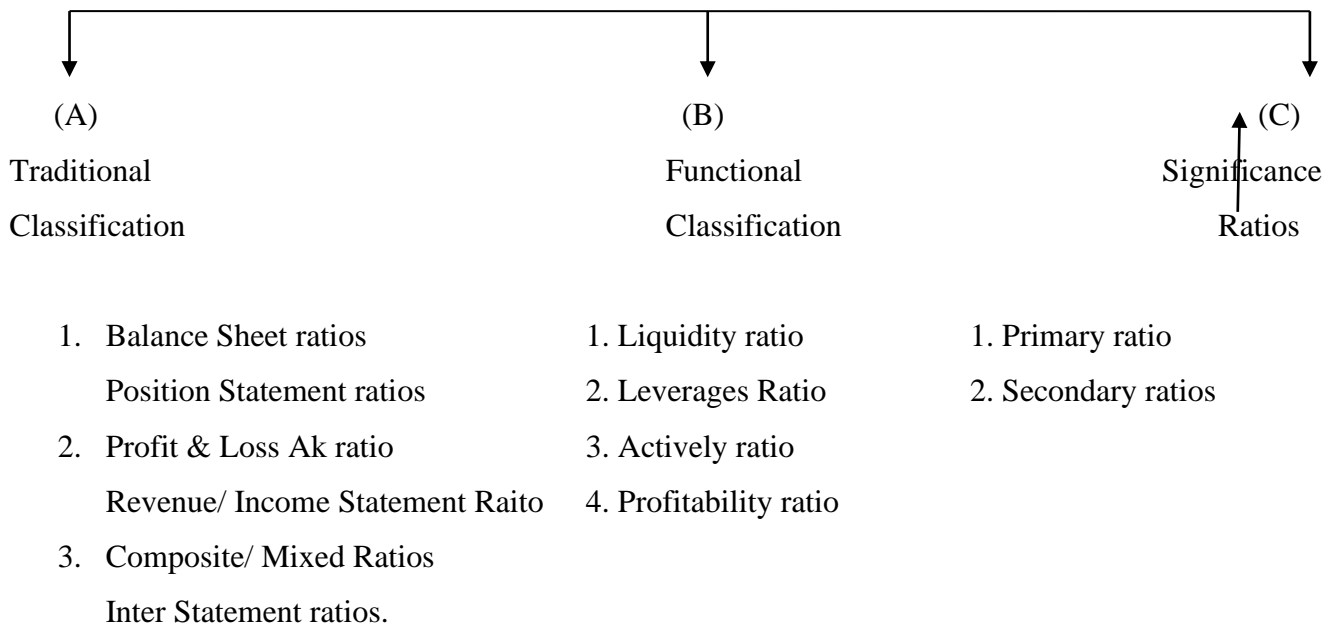 (A) (B) (C)
Traditional Functional Significance
Classification Classification Ratios
1. Balance Sheet ratios 1. Liquidity ratio 1. Primary ratio
Position Statement ratios 2. Leverages Ratio 2. Secondary ratios
2. Profit & Loss Ak ratio 3. Actively ratio
Revenue/ Income Statement Raito 4. Profitability ratio
3. Composite/ Mixed Ratios
Inter Statement ratios.